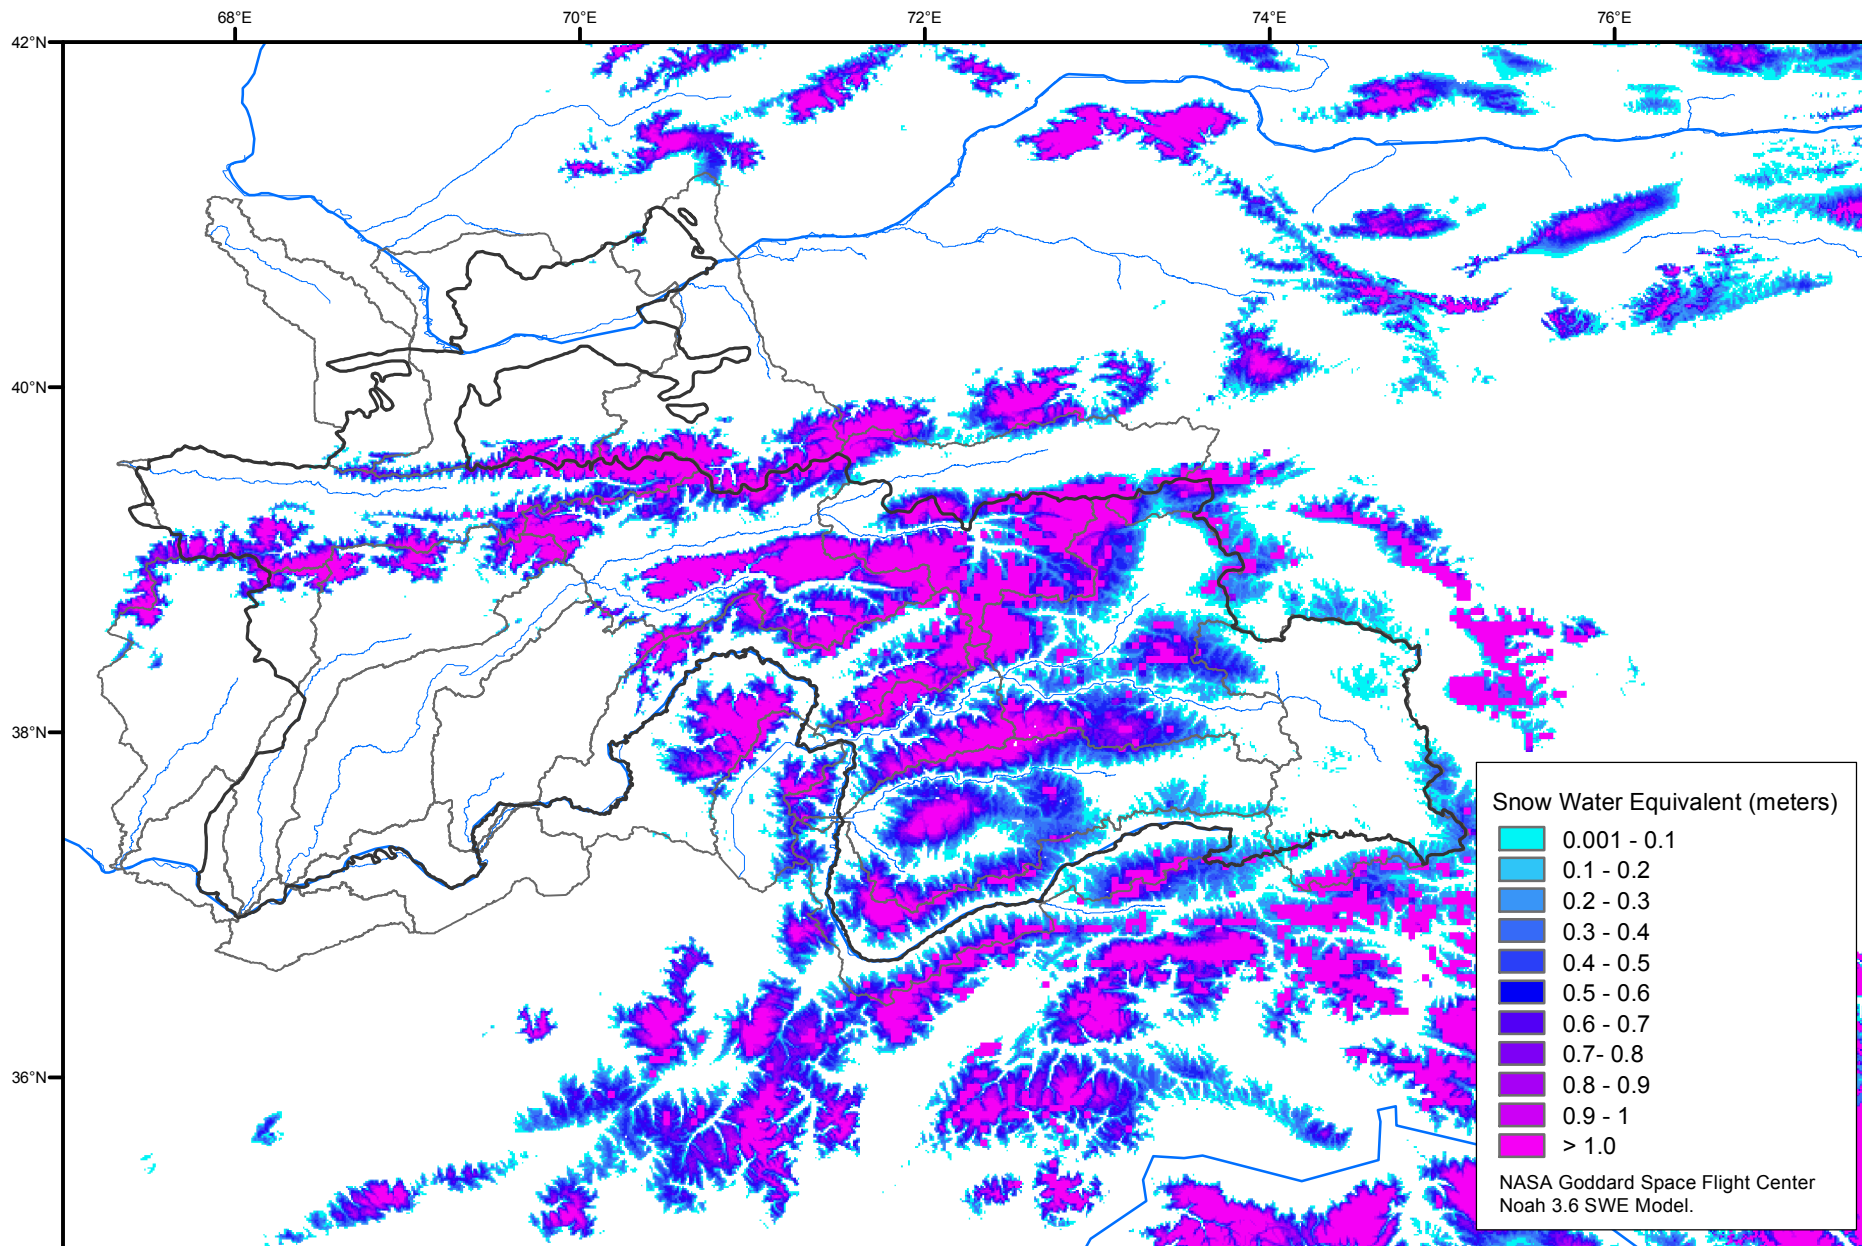 68°E
70°E
72°E
74°E
76°E
42°N
40°N
38°N
36°N
Snow Water Equivalent (meters)
0.001 - 0.1
0.1 - 0.2
0.2 - 0.3
0.3 - 0.4
0.4 - 0.5
0.5 - 0.6
0.6 - 0.7
0.7- 0.8
0.8 - 0.9
0.9 - 1
> 1.0
NASA Goddard Space Flight Center
Noah 3.6 SWE Model.